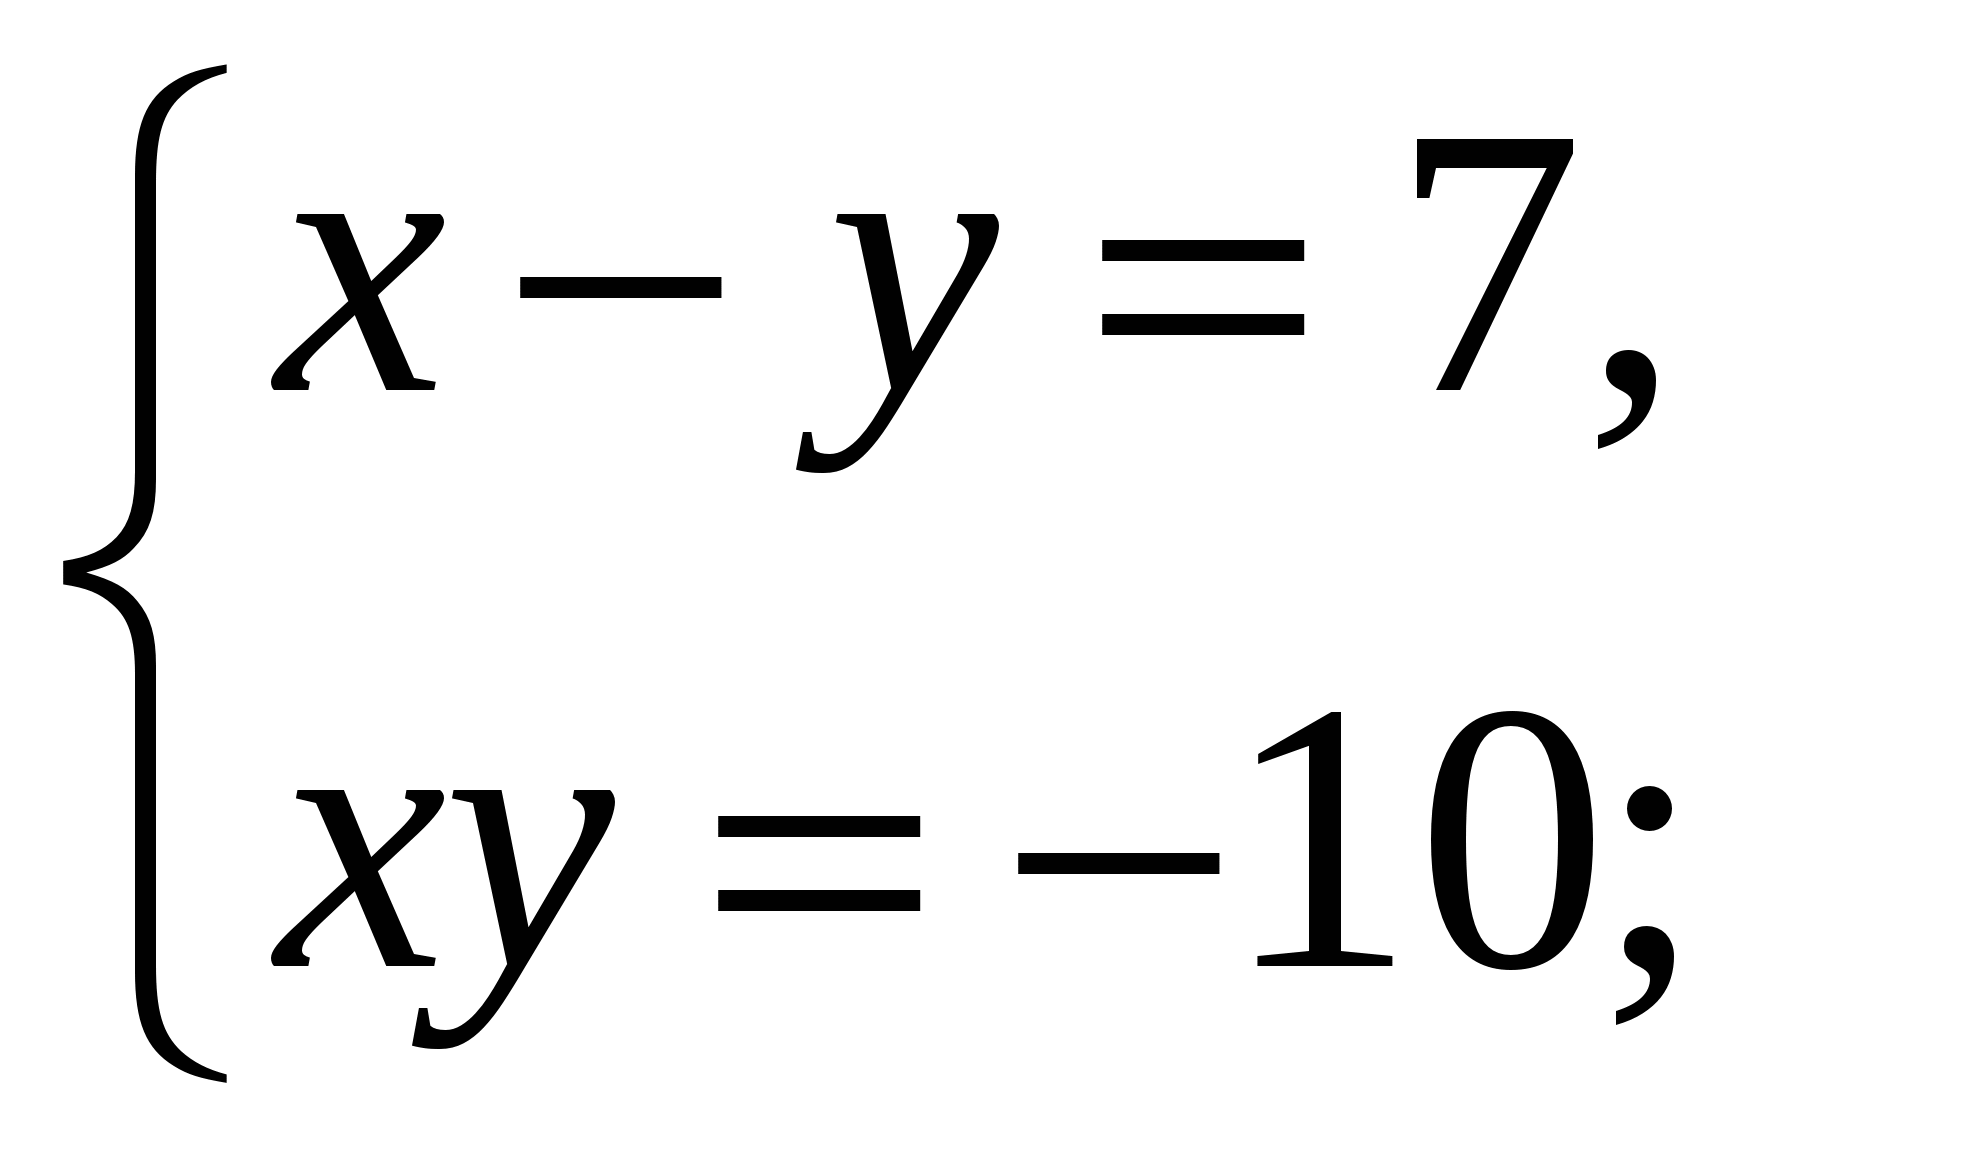 x − y = 7,
xy = −10;